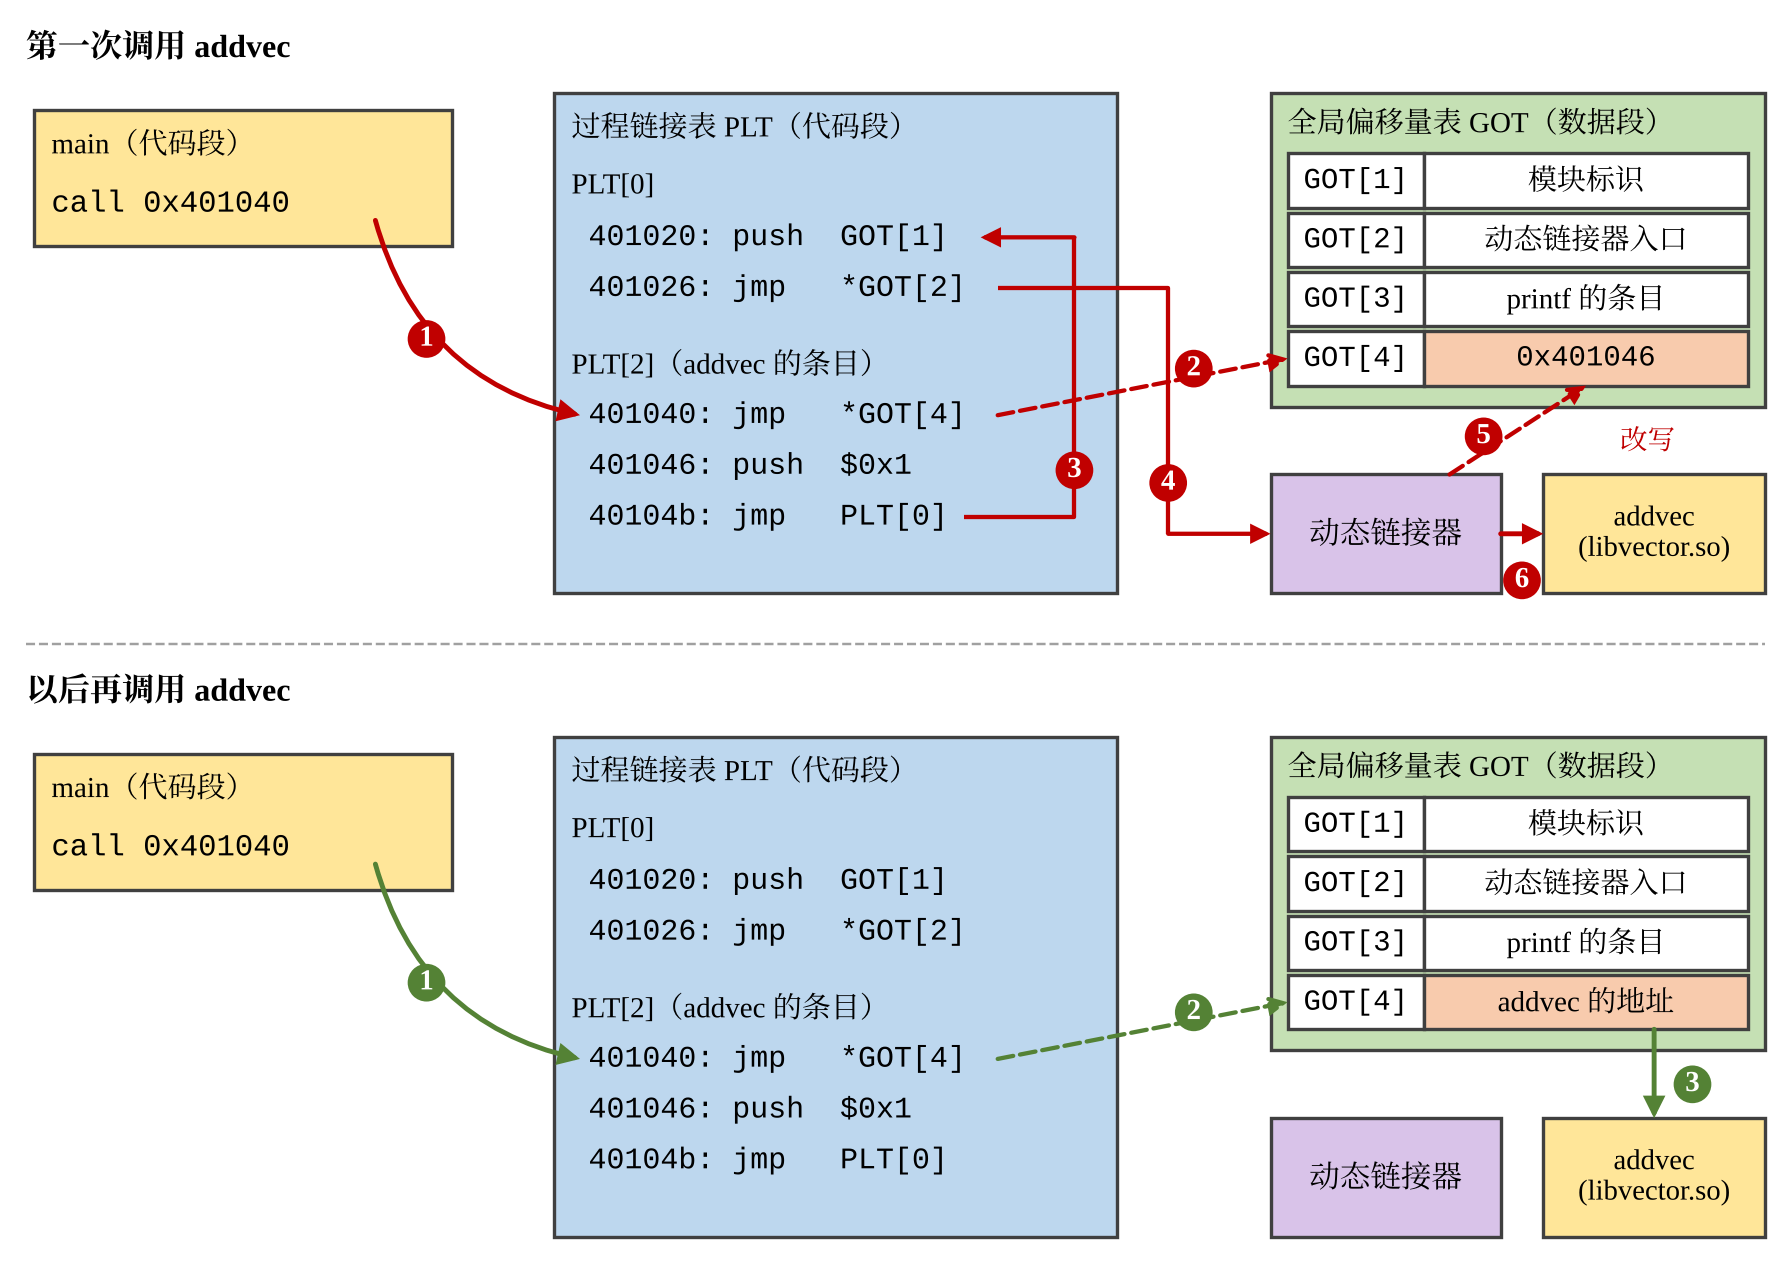 第一次调用 addvec
main（代码段）
call 0x401040
1
过程链接表 PLT（代码段）
PLT[0]
401020: push GOT[1]
401026: jmp *GOT[2]
PLT[2]（addvec 的条目）
401040: jmp *GOT[4]
401046: push $0x1
40104b: jmp PLT[0]
3
4
2
全局偏移量表 GOT（数据段）
GOT[1] 模块标识
GOT[2] 动态链接器入口
GOT[3] printf 的条目
GOT[4] 0x401046
5
改写
动态链接器
6
addvec
(libvector.so)
以后再调用 addvec
main（代码段）
call 0x401040
1
过程链接表 PLT（代码段）
PLT[0]
401020: push GOT[1]
401026: jmp *GOT[2]
PLT[2]（addvec 的条目）
401040: jmp *GOT[4]
401046: push $0x1
40104b: jmp PLT[0]
2
全局偏移量表 GOT（数据段）
GOT[1] 模块标识
GOT[2] 动态链接器入口
GOT[3] printf 的条目
GOT[4] addvec 的地址
3
动态链接器
addvec
(libvector.so)